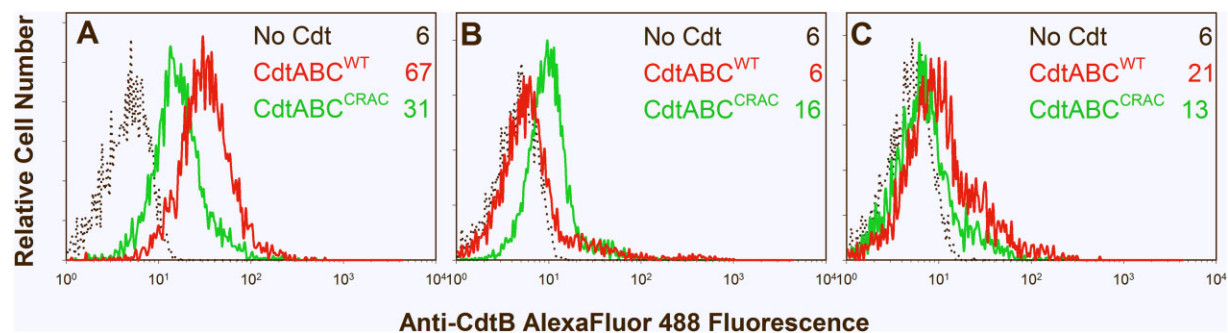 Relative Cell Number
A
No Cdt 6
CdtABC^WT 67
CdtABC^CRAC 31
10^0 10^1 10^2 10^3 10^4
B
No Cdt 6
CdtABC^WT 6
CdtABC^CRAC 16
10^0 10^1 10^2 10^3 10^4
C
No Cdt 6
CdtABC^WT 21
CdtABC^CRAC 13
10^0 10^1 10^2 10^3 10^4
Anti-CdtB AlexaFluor 488 Fluorescence